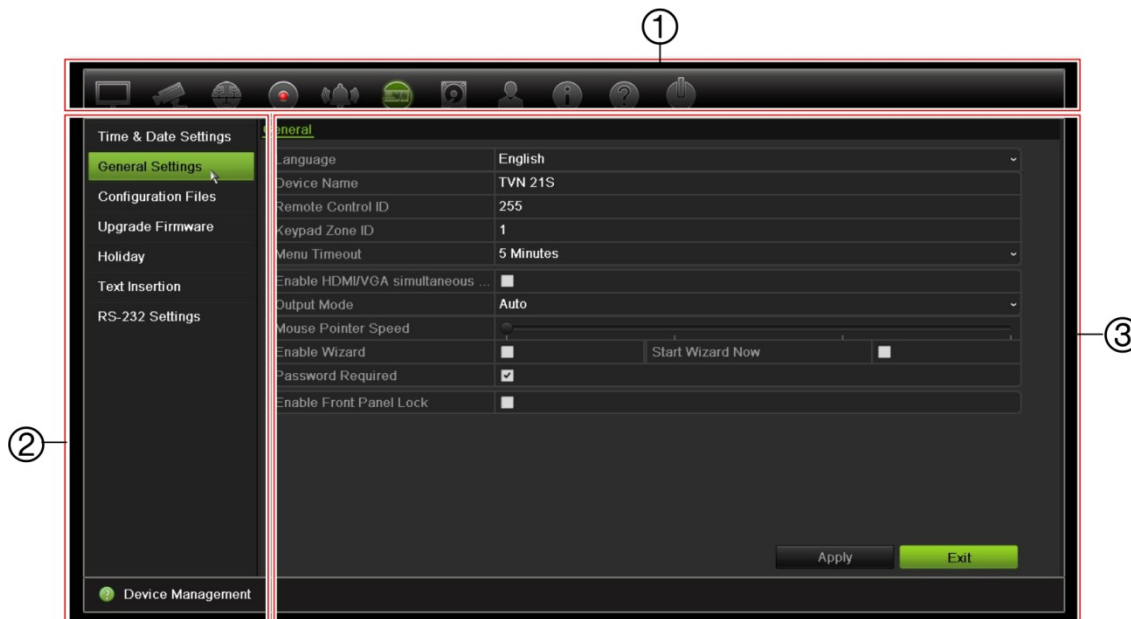 ①
Time & Date Settings
General Settings
Configuration Files
Upgrade Firmware
Holiday
Text Insertion
RS-232 Settings
General
Language English
Device Name TVN 21S
Remote Control ID 255
Keypad Zone ID 1
Menu Timeout 5 Minutes
Enable HDMI/VGA simultaneous ...
Output Mode Auto
Mouse Pointer Speed
Enable Wizard Start Wizard Now
Password Required
Enable Front Panel Lock
②
③
Apply Exit
Device Management